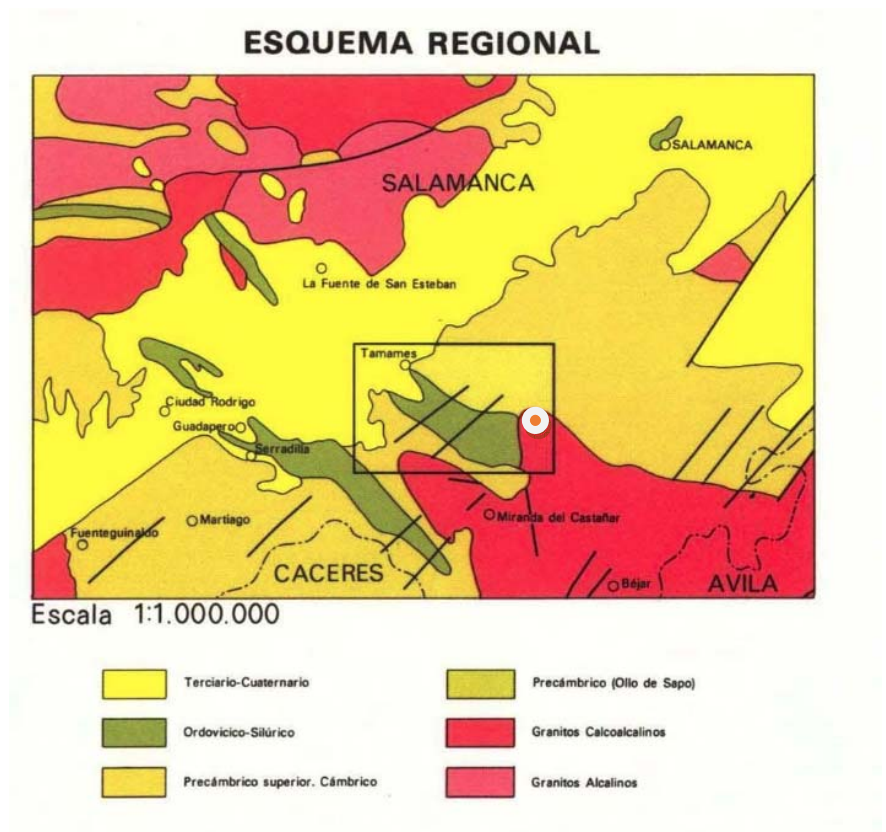 ESQUEMA REGIONAL
SALAMANCA
SALAMANCA
La Fuente de San Esteban
Tamames
Ciudad Rodrigo
Guadapero
Serradilla
Martiago
Miranda del Castañar
Fuenteguinaldo
CACERES
Béjar
AVILA
Escala 1:1.000.000
Terciario-Cuaternario
Precámbrico (Ollo de Sapo)
Ordovicico-Silúrico
Granitos Calcoalcalinos
Precámbrico superior. Cámbrico
Granitos Alcalinos